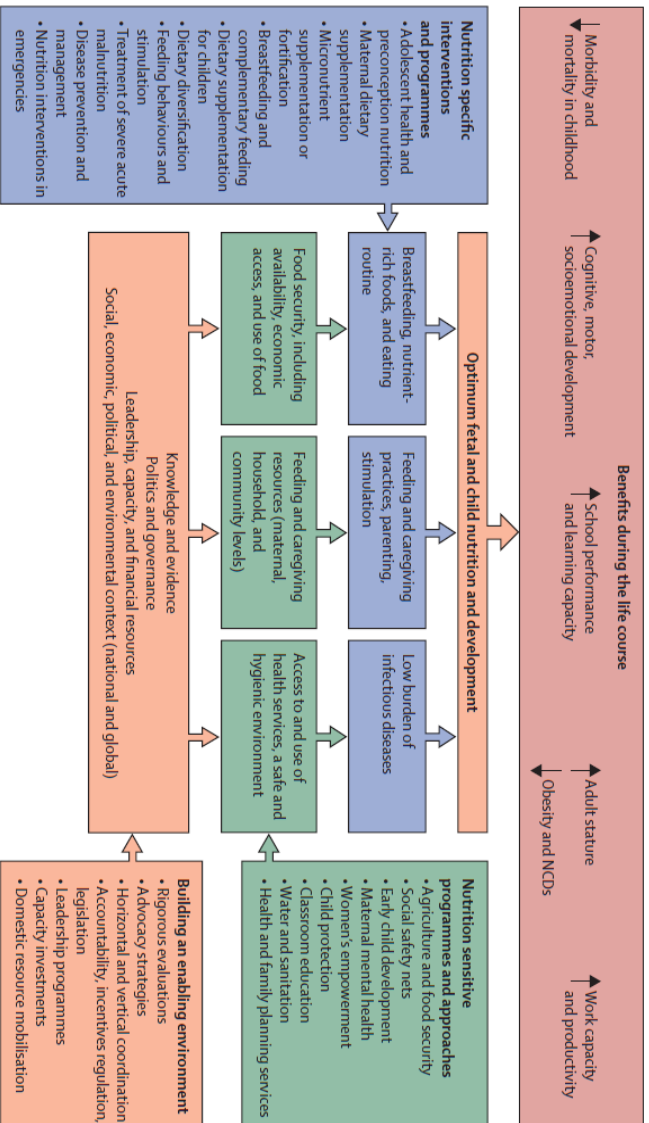 Benefits during the life course
Morbidity and
mortality in childhood
Cognitive, motor,
socioemotional development
School performance
and learning capacity
Adult stature
Obesity and NCDs
Work capacity
and productivity
Nutrition specific
interventions
and programmes
• Adolescent health and
preconception nutrition
• Maternal dietary
supplementation
• Micronutrient
supplementation or
fortification
• Breastfeeding and
complementary feeding
• Dietary supplementation
for children
• Dietary diversification
• Feeding behaviours and
stimulation
• Treatment of severe acute
malnutrition
• Disease prevention and
management
• Nutrition interventions in
emergencies
Optimum fetal and child nutrition and development
Breastfeeding, nutrient-
rich foods, and eating
routine
Feeding and caregiving
practices, parenting,
stimulation
Low burden of
infectious diseases
Food security, including
availability, economic
access, and use of food
Feeding and caregiving
resources (maternal,
household, and
community levels)
Access to and use of
health services, a safe and
hygienic environment
Knowledge and evidence
Politics and governance
Leadership, capacity, and financial resources
Social, economic, political, and environmental context (national and global)
Nutrition sensitive
programmes and approaches
• Agriculture and food security
• Social safety nets
• Early child development
• Maternal mental health
• Women's empowerment
• Child protection
• Classroom education
• Water and sanitation
• Health and family planning services
Building an enabling environment
• Rigorous evaluations
• Advocacy strategies
• Horizontal and vertical coordination
• Accountability, incentives regulation,
legislation
• Leadership programmes
• Capacity investments
• Domestic resource mobilisation